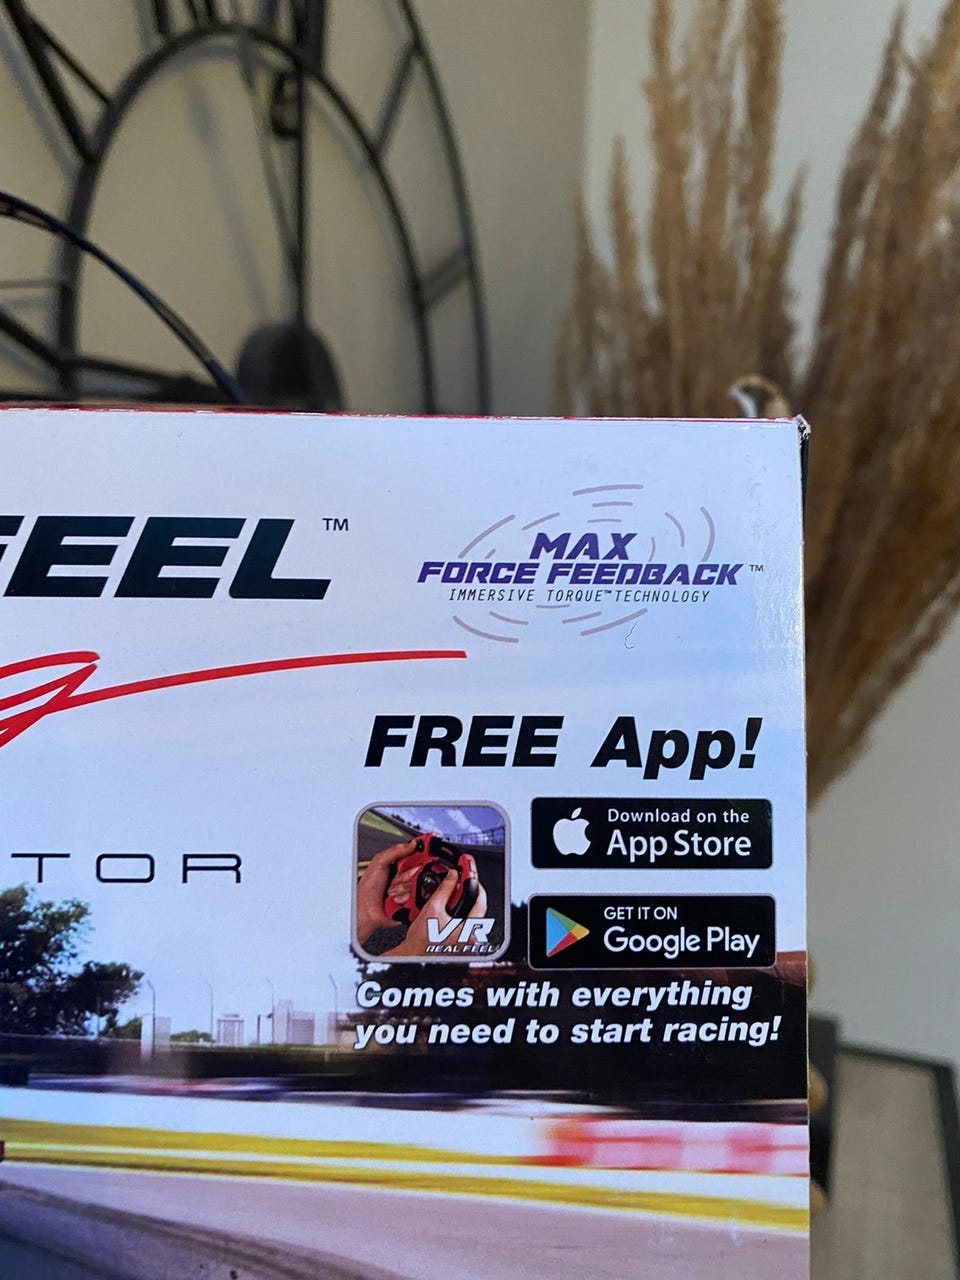 FEEL™
MAX
FORCE FEEDBACK™
IMMERSIVE TORQUE™ TECHNOLOGY
FREE App!
TOR
VR
REAL FEEL
Download on the
App Store
GET IT ON
Google Play
Comes with everything
you need to start racing!